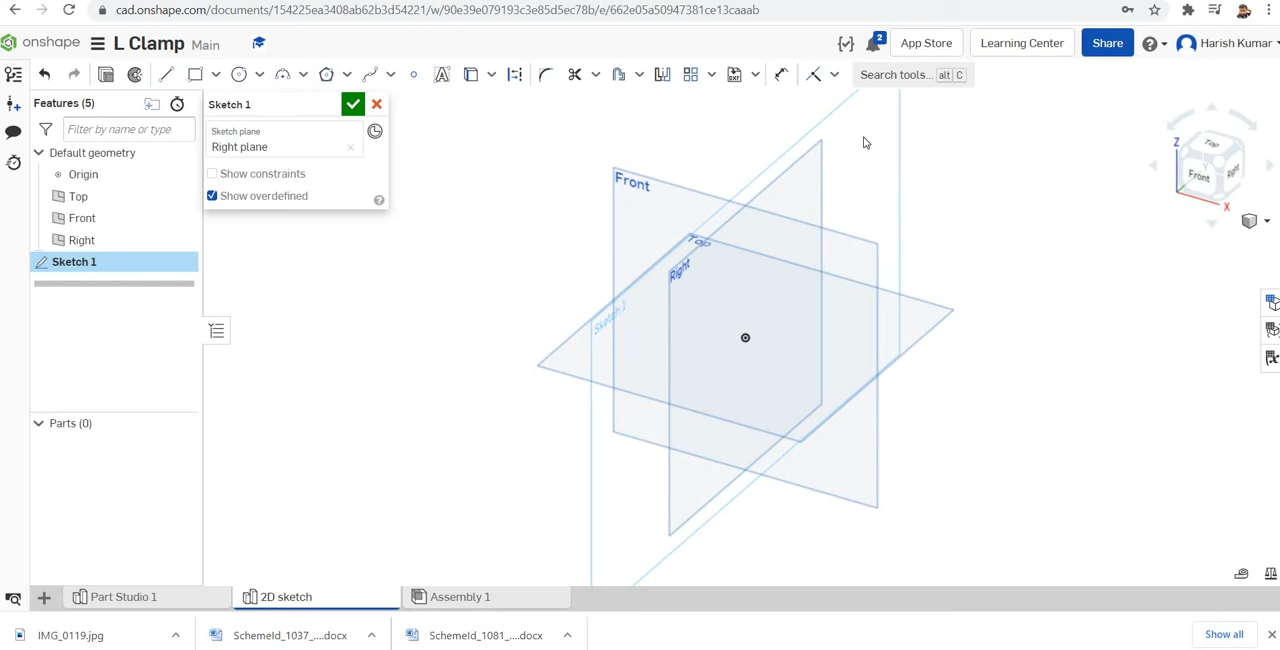 cad.onshape.com/documents/154225ea3408ab62b3d54221/w/90e39e079193c3e85d5ec78b/e/662e05a50947381ce13caaab
onshape L Clamp Main 2 App Store Learning Center Share Harish Kumar
Search tools... alt C
Features (5)
Filter by name or type
Default geometry
Origin
Top
Front
Right
Sketch 1
Parts (0)
Sketch 1
Sketch plane
Right plane
Show constraints
Show overdefined
Front
Top
Right
Sketch 1
Z
Top
Front
Right
X
Part Studio 1 2D sketch Assembly 1
IMG_0119.jpg SchemeId_1037_....docx SchemeId_1081_....docx Show all